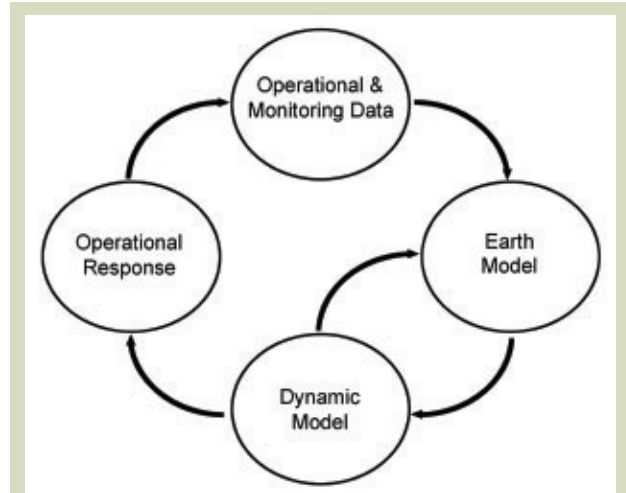 Operational &
Monitoring Data
Operational
Response
Earth
Model
Dynamic
Model